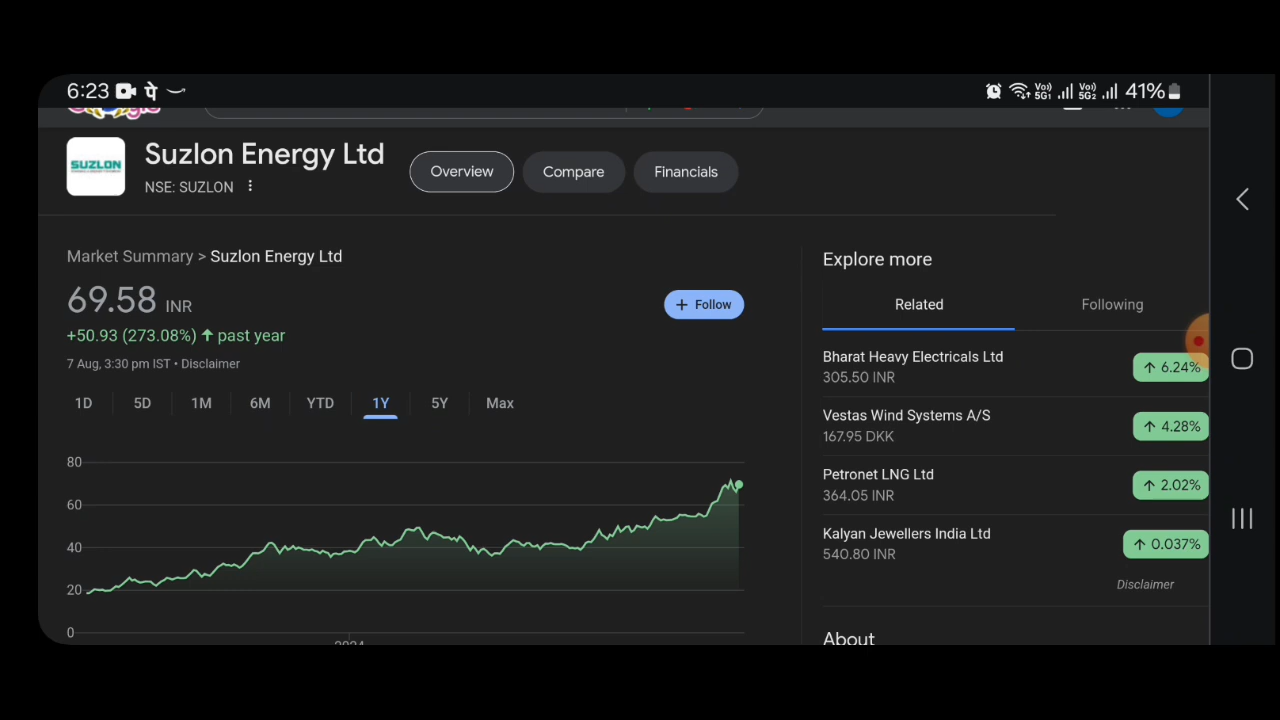 6:23 पे Vo) 5G1 Vo) 5G2 41%
SUZLON
Suzlon Energy Ltd
NSE: SUZLON
Overview
Compare
Financials
Market Summary > Suzlon Energy Ltd
69.58 INR
+50.93 (273.08%) ↑ past year
7 Aug, 3:30 pm IST • Disclaimer
+ Follow
1D 5D 1M 6M YTD 1Y 5Y Max
80
60
40
20
0
Explore more
Related Following
Bharat Heavy Electricals Ltd
305.50 INR
↑ 6.24%
Vestas Wind Systems A/S
167.95 DKK
↑ 4.28%
Petronet LNG Ltd
364.05 INR
↑ 2.02%
Kalyan Jewellers India Ltd
540.80 INR
↑ 0.037%
Disclaimer
About